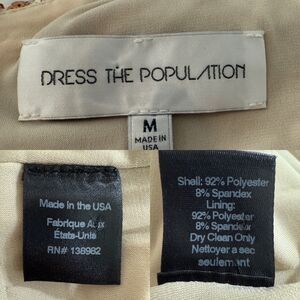 DRESS THE POPULATION
M
MADE IN
USA
Made in the USA
Fabrique Aux
États-Unis
RN# 138982
Shell: 92% Polyester
8% Spandex
Lining:
92% Polyester
8% Spandex
Dry Clean Only
Nettoyer a sec
seulement